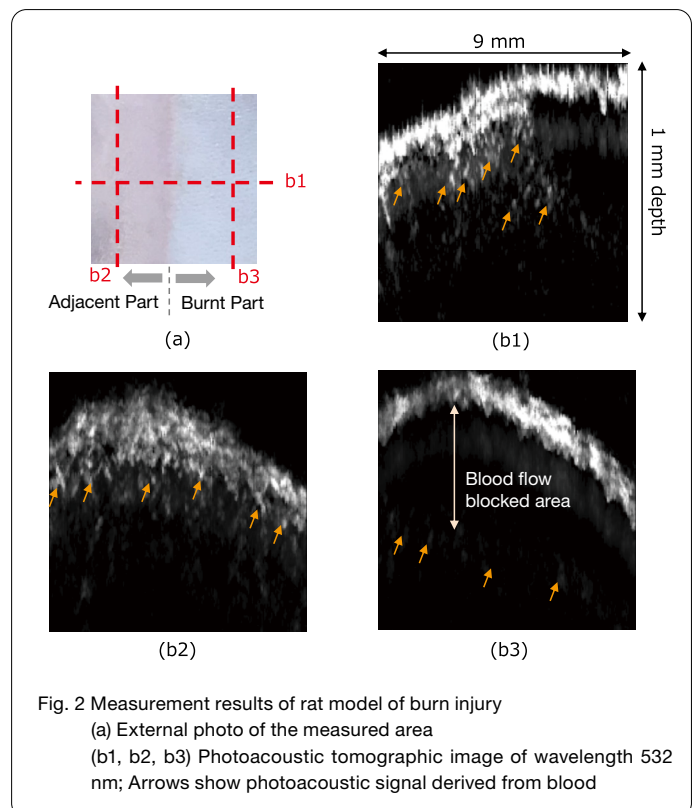 9 mm
1 mm depth
b1
b2
b3
Adjacent Part
Burnt Part
(a)
(b1)
Blood flow
blocked area
(b2)
(b3)
Fig. 2 Measurement results of rat model of burn injury
(a) External photo of the measured area
(b1, b2, b3) Photoacoustic tomographic image of wavelength 532
nm; Arrows show photoacoustic signal derived from blood